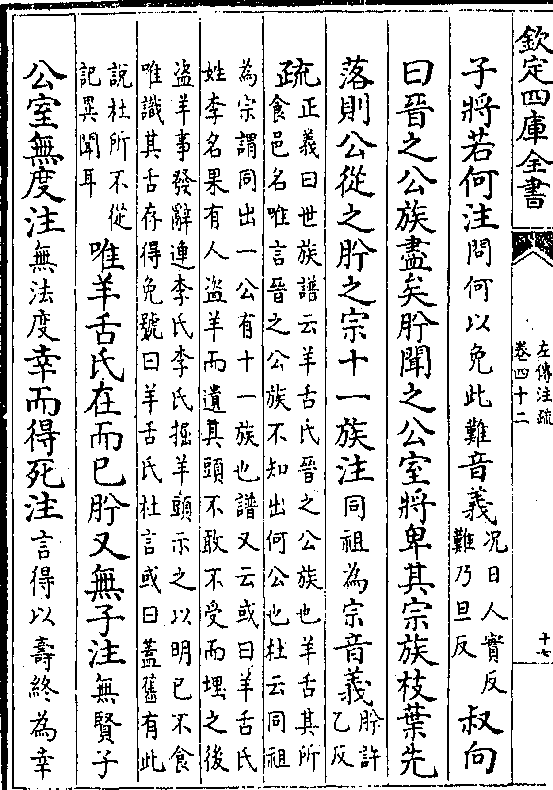 欽定四庫全書
左傳注疏
卷四十二
十七
子將若何注問何以免此難音義況日人實反
難乃旦反叔向
曰晉之公族盡矣肸聞之公室將卑其宗族枝葉先
落則公從之肸之宗十一族注同祖為宗音義肸許
乙反
疏正義曰世族譜云羊舌氏晉之公族也羊舌其所
食邑名唯言晉之公族不知出何公也杜云同祖
為宗謂同出一公有十一族也譜又云或曰羊舌氏
姓李名果有人盜羊而遺其頭不敢不受而埋之後
盜羊事發辭連李氏李氏掘羊頭示之以明己不食
唯識其舌存得免號曰羊舌氏杜言或曰蓋舊有此
說杜所不從
記異聞耳唯羊舌氏在而已肸又無子注無賢子
公室無度注無法度幸而得死注言得以壽終為幸